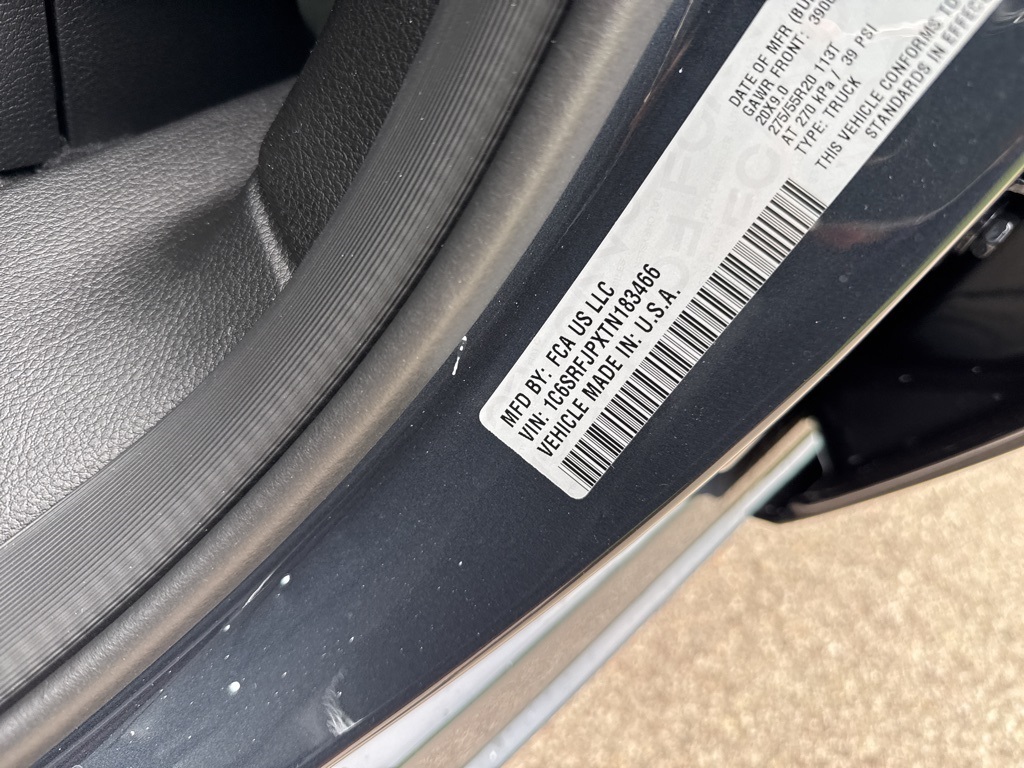 MFD BY: FCA US LLC
VIN: 1C6SRFJPXTN183466
VEHICLE MADE IN: U.S.A.
DATE OF MFR
GAWR FRONT:
20X9.0
275/55R20 113T
AT 270 kPa / 39 PSI
TYPE: TRUCK
THIS VEHICLE CONFORMS TO
STANDARDS IN EFFEC